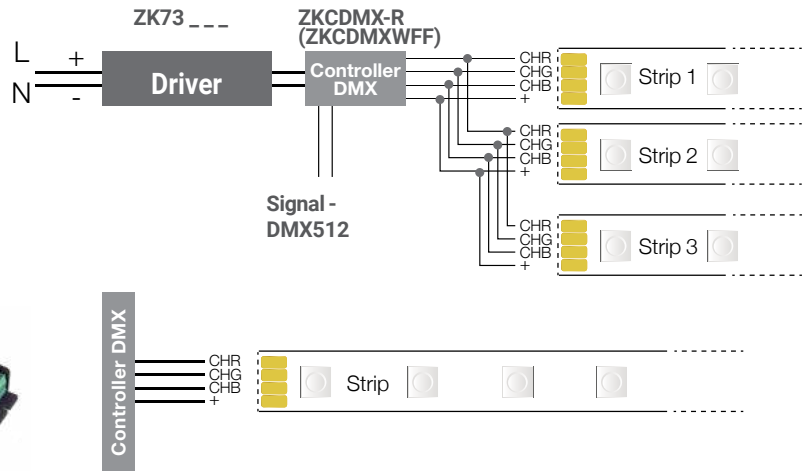 ZK73 _ _ _
ZKCDMX-R
(ZKCDMXWFF)
L +
N -
Driver
Controller
DMX
Signal -
DMX512
CHR
CHG
CHB
+
Strip 1
CHR
CHG
CHB
+
Strip 2
CHR
CHG
CHB
+
Strip 3
Controller DMX
CHR
CHG
CHB
+
Strip